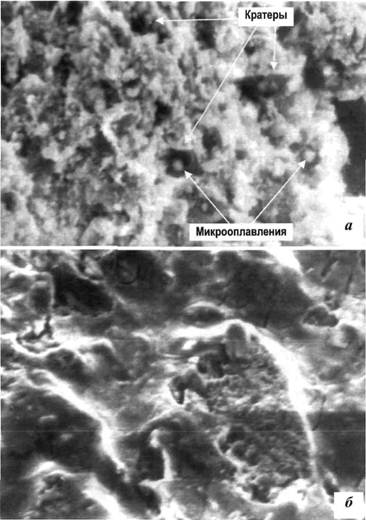 Кратеры
Микрооплавления
а
б